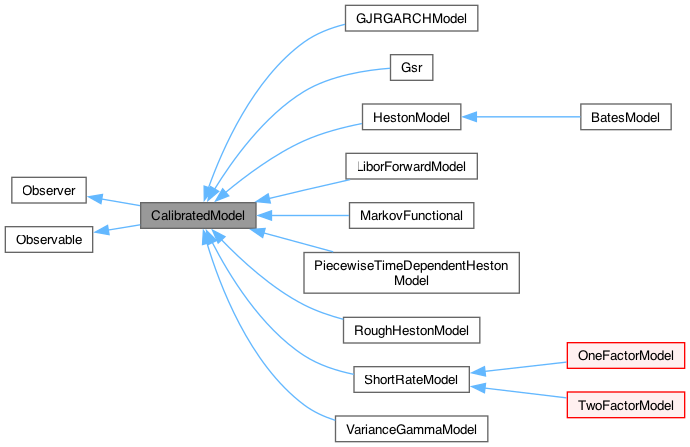 GJRGARCHModel
Gsr
HestonModel
BatesModel
LiborForwardModel
Observer
CalibratedModel
MarkovFunctional
Observable
PiecewiseTimeDependentHeston
Model
RoughHestonModel
OneFactorModel
ShortRateModel
TwoFactorModel
VarianceGammaModel